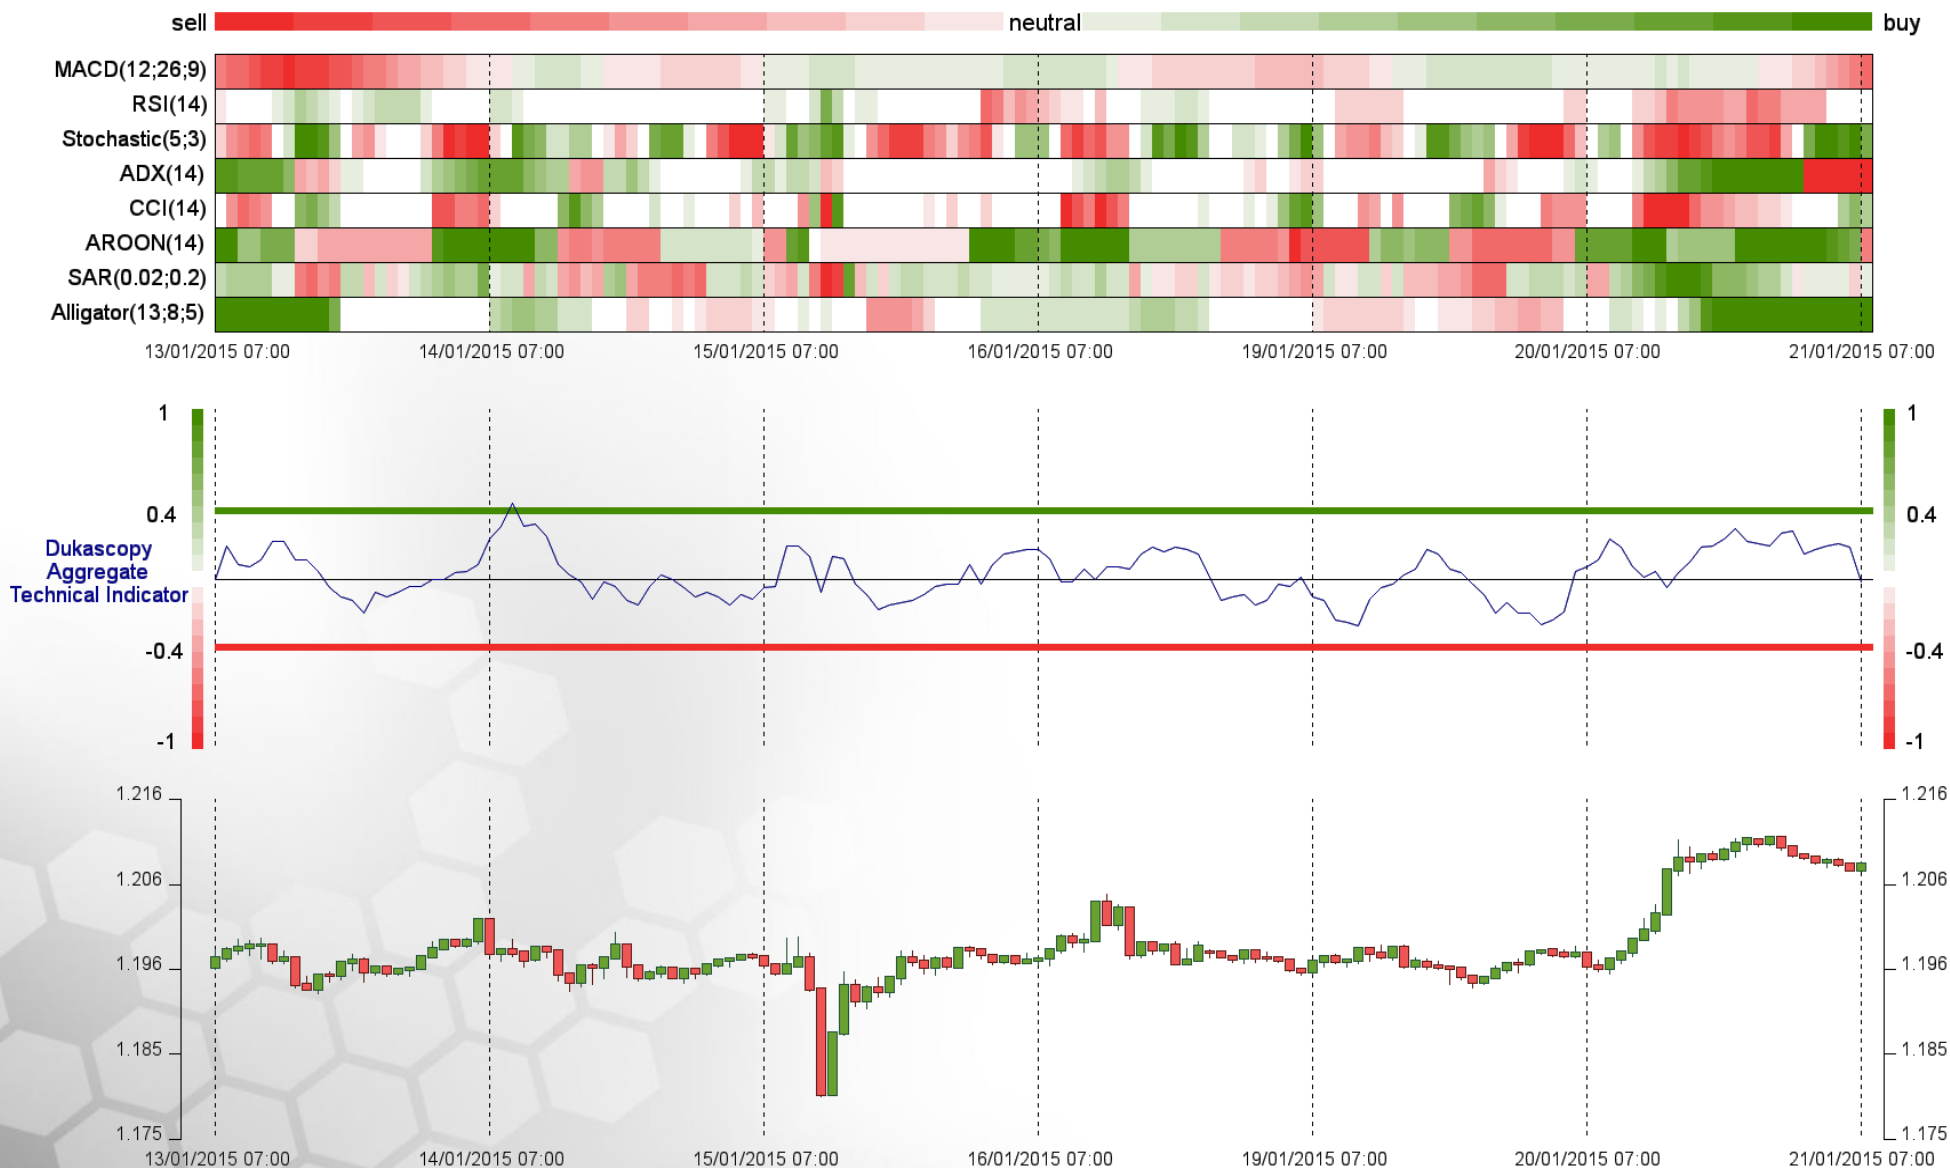 sell neutral buy
MACD(12;26;9)
RSI(14)
Stochastic(5;3)
ADX(14)
CCI(14)
AROON(14)
SAR(0.02;0.2)
Alligator(13;8;5)
13/01/2015 07:00 14/01/2015 07:00 15/01/2015 07:00 16/01/2015 07:00 19/01/2015 07:00 20/01/2015 07:00 21/01/2015 07:00
1 1
0.4 0.4
Dukascopy
Aggregate
Technical Indicator
-0.4 -0.4
-1 -1
1.216 1.216
1.206 1.206
1.196 1.196
1.185 1.185
1.175 1.175
13/01/2015 07:00 14/01/2015 07:00 15/01/2015 07:00 16/01/2015 07:00 19/01/2015 07:00 20/01/2015 07:00 21/01/2015 07:00